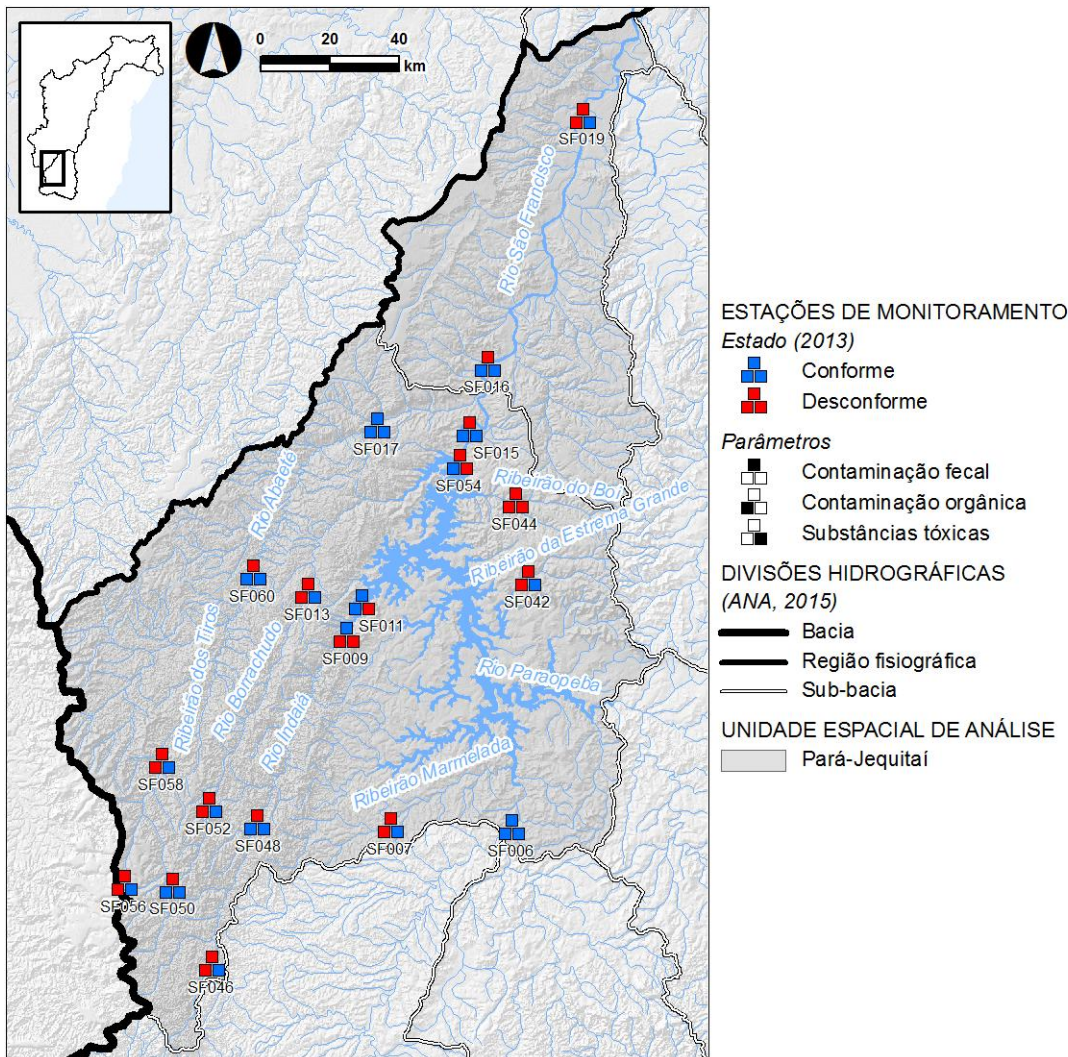 0 20 40
km
SF019
Rio São Francisco
SF016
SF017
SF015
SF054
Ribeirão do Boi
SF044
Rio Abaeté
Ribeirão da Estrema Grande
SF060
SF013
SF042
SF011
SF009
Ribeirão dos Tiros
Rio Borrachudo
Rio Indaiá
Rio Paraopeba
Ribeirão Marmelada
SF058
SF052
SF048
SF007
SF006
SF056
SF050
SF046
ESTAÇÕES DE MONITORAMENTO
Estado (2013)
Conforme
Desconforme
Parâmetros
Contaminação fecal
Contaminação orgânica
Substâncias tóxicas
DIVISÕES HIDROGRÁFICAS
(ANA, 2015)
Bacia
Região fisiográfica
Sub-bacia
UNIDADE ESPACIAL DE ANÁLISE
Pará-Jequitaí